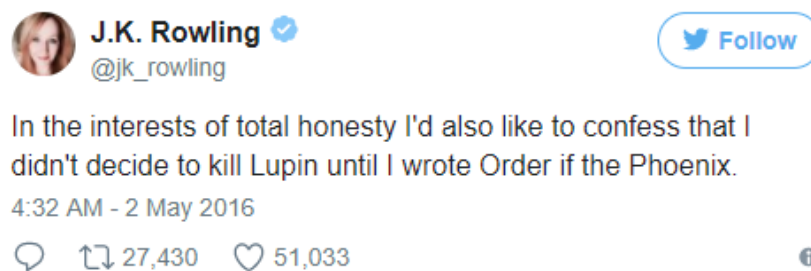 J.K. Rowling
Follow
@jk_rowling
In the interests of total honesty I'd also like to confess that I
didn't decide to kill Lupin until I wrote Order if the Phoenix.
4:32 AM - 2 May 2016
27,430 51,033